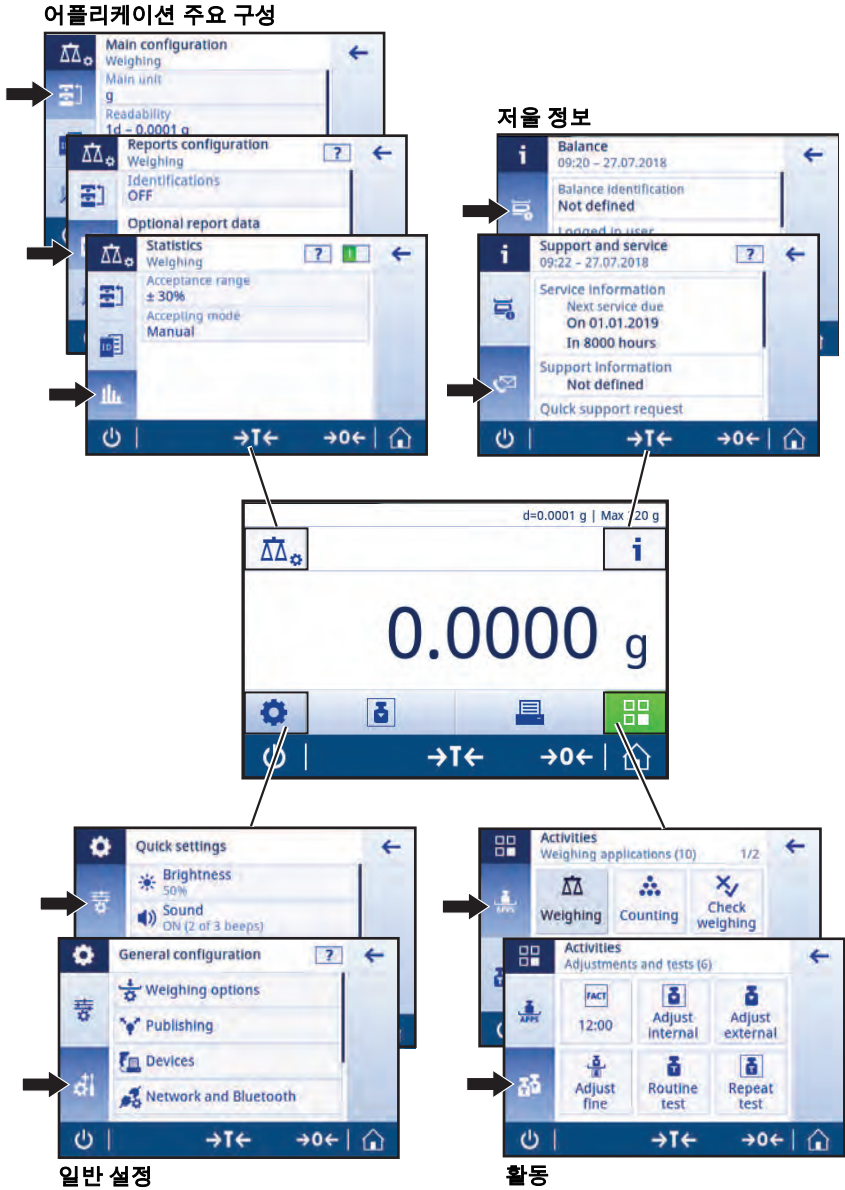 어플리케이션 주요 구성
Main configuration
Weighing
Main unit
g
Readability
1d – 0.0001 g
Reports configuration
Weighing
?
Identifications
OFF
Optional report data
Statistics
Weighing
?
Acceptance range
± 30%
Accepting mode
Manual
→T←
→0←
저울 정보
i
Balance
09:20 – 27.07.2018
Balance identification
Not defined
Logged in user
i
Support and service
09:22 – 27.07.2018
?
Service information
Next service due
On 01.01.2019
In 8000 hours
Support information
Not defined
Quick support request
→T←
→0←
d=0.0001 g | Max 120 g
i
0.0000 g
→T←
→0←
Quick settings
Brightness
50%
Sound
ON (2 of 3 beeps)
General configuration
?
Weighing options
Publishing
Devices
Network and Bluetooth
→T←
→0←
일반 설정
Activities
Weighing applications (10)
1/2
APPS
Weighing
Counting
Check weighing
Activities
Adjustments and tests (6)
APPS
FACT
12:00
Adjust internal
Adjust external
Adjust fine
Routine test
Repeat test
→T←
→0←
활동